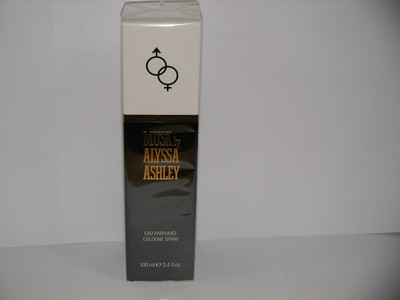 MUSK by
ALYSSA
ASHLEY
EAU PARFUMEE
COLOGNE SPRAY
100 ml ℮ 3.4 fl.oz.